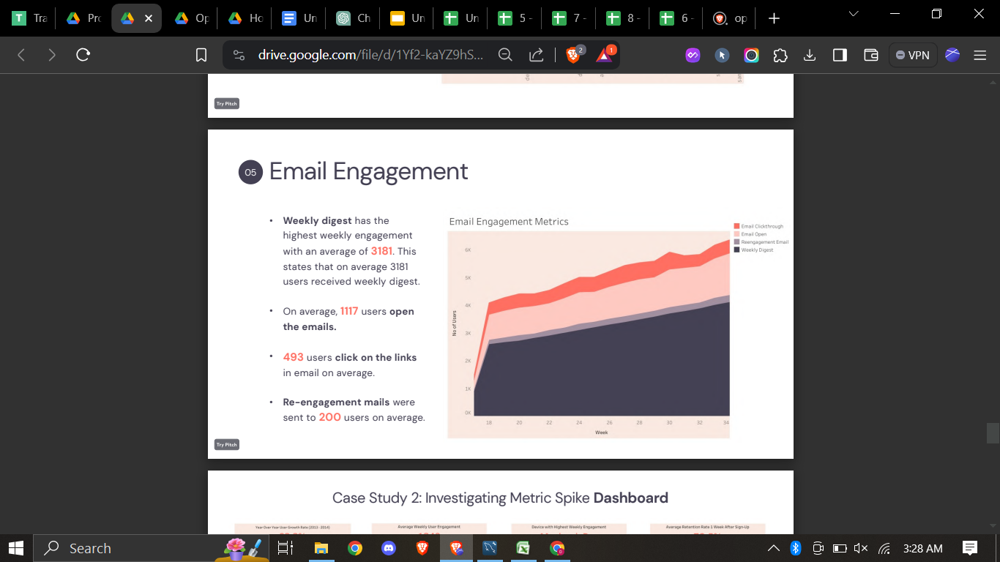 Tra
Pro
Op
Ho
Un
Ch
Un
Un
5 -
7 -
8 -
6 -
op
drive.google.com/file/d/1Yf2-kaYZ9hS...
2
1
VPN
Try Pitch
05
Email Engagement
• Weekly digest has the
highest weekly engagement
with an average of 3181. This
states that on average 3181
users received weekly digest.
• On average, 1117 users open
the emails.
• 493 users click on the links
in email on average.
• Re-engagement mails were
sent to 200 users on average.
Email Engagement Metrics
Email Clickthrough
Email Open
Reengagement Email
Weekly Digest
No of Users
6K
5K
4K
3K
2K
1K
0K
18 20 22 24 26 28 30 32 34
Week
Try Pitch
Case Study 2: Investigating Metric Spike Dashboard
Year Over Year User Growth Rate (2013 - 2014)
Average Weekly User Engagement
Device with Highest Weekly Engagement
Average Retention Rate 1 Week After Sign-Up
Search
3:28 AM